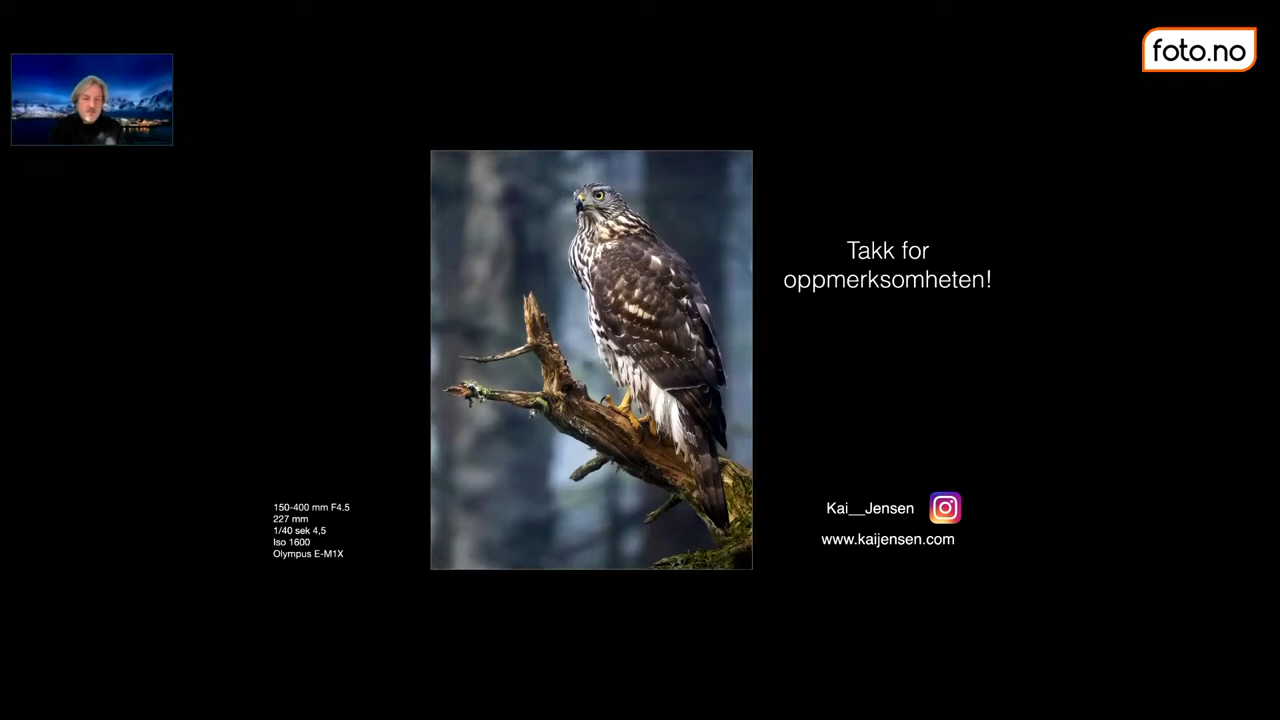 foto.no
Takk for
oppmerksomheten!
150-400 mm F4.5
227 mm
1/40 sek 4,5
Iso 1600
Olympus E-M1X
Kai__Jensen
www.kaijensen.com